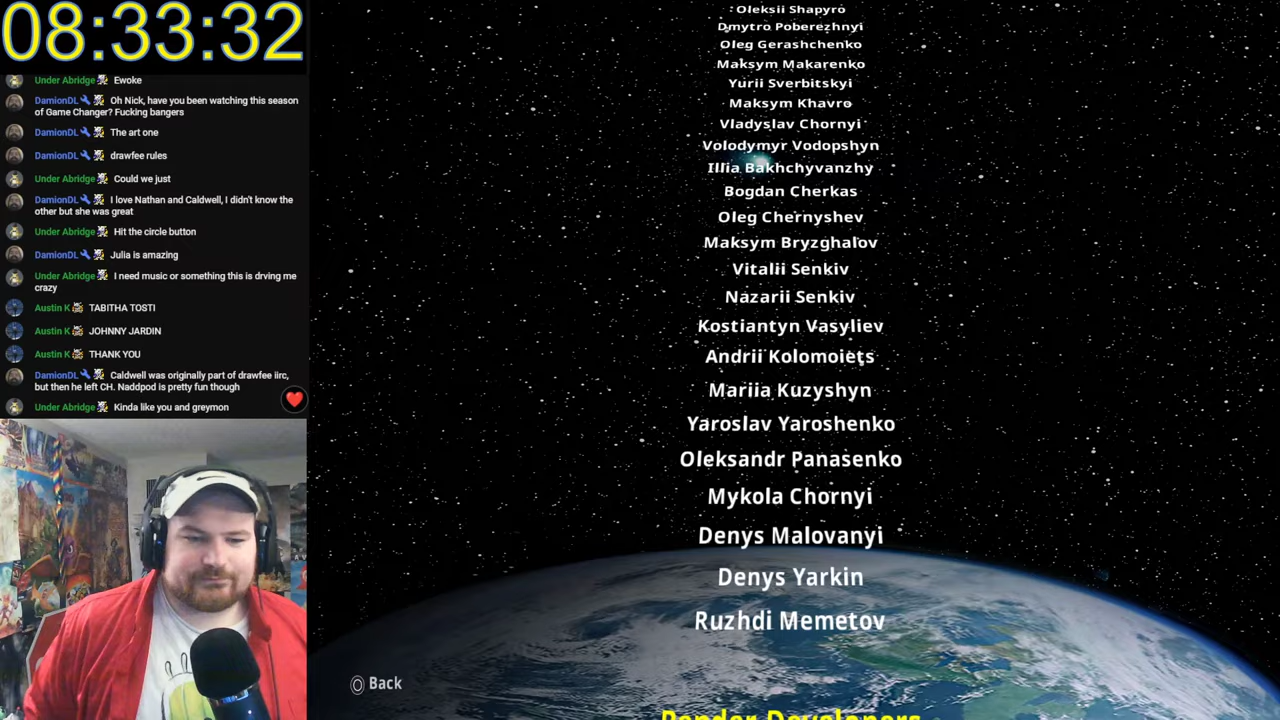 08:33:32
Under Abridge Ewoke
DamionDL Oh Nick, have you been watching this season
of Game Changer? Fucking bangers
DamionDL The art one
DamionDL drawfee rules
Under Abridge Could we just
DamionDL I love Nathan and Caldwell, I didn't know the
other but she was great
Under Abridge Hit the circle button
DamionDL Julia is amazing
Under Abridge I need music or something this is drving me
crazy
Austin K TABITHA TOSTI
Austin K JOHNNY JARDIN
Austin K THANK YOU
DamionDL Caldwell was originally part of drawfee iirc,
but then he left CH. Naddpod is pretty fun though
Under Abridge Kinda like you and greymon
Oleksii Shapyro
Dmytro Poberezhnyi
Oleg Gerashchenko
Maksym Makarenko
Yurii Sverbitskyi
Maksym Khavro
Vladyslav Chornyi
Volodymyr Vodopshyn
Illia Bakhchyvanzhy
Bogdan Cherkas
Oleg Chernyshev
Maksym Bryzghalov
Vitalii Senkiv
Nazarii Senkiv
Kostiantyn Vasyliev
Andrii Kolomoiets
Mariia Kuzyshyn
Yaroslav Yaroshenko
Oleksandr Panasenko
Mykola Chornyi
Denys Malovanyi
Denys Yarkin
Ruzhdi Memetov
Back
Render Developers